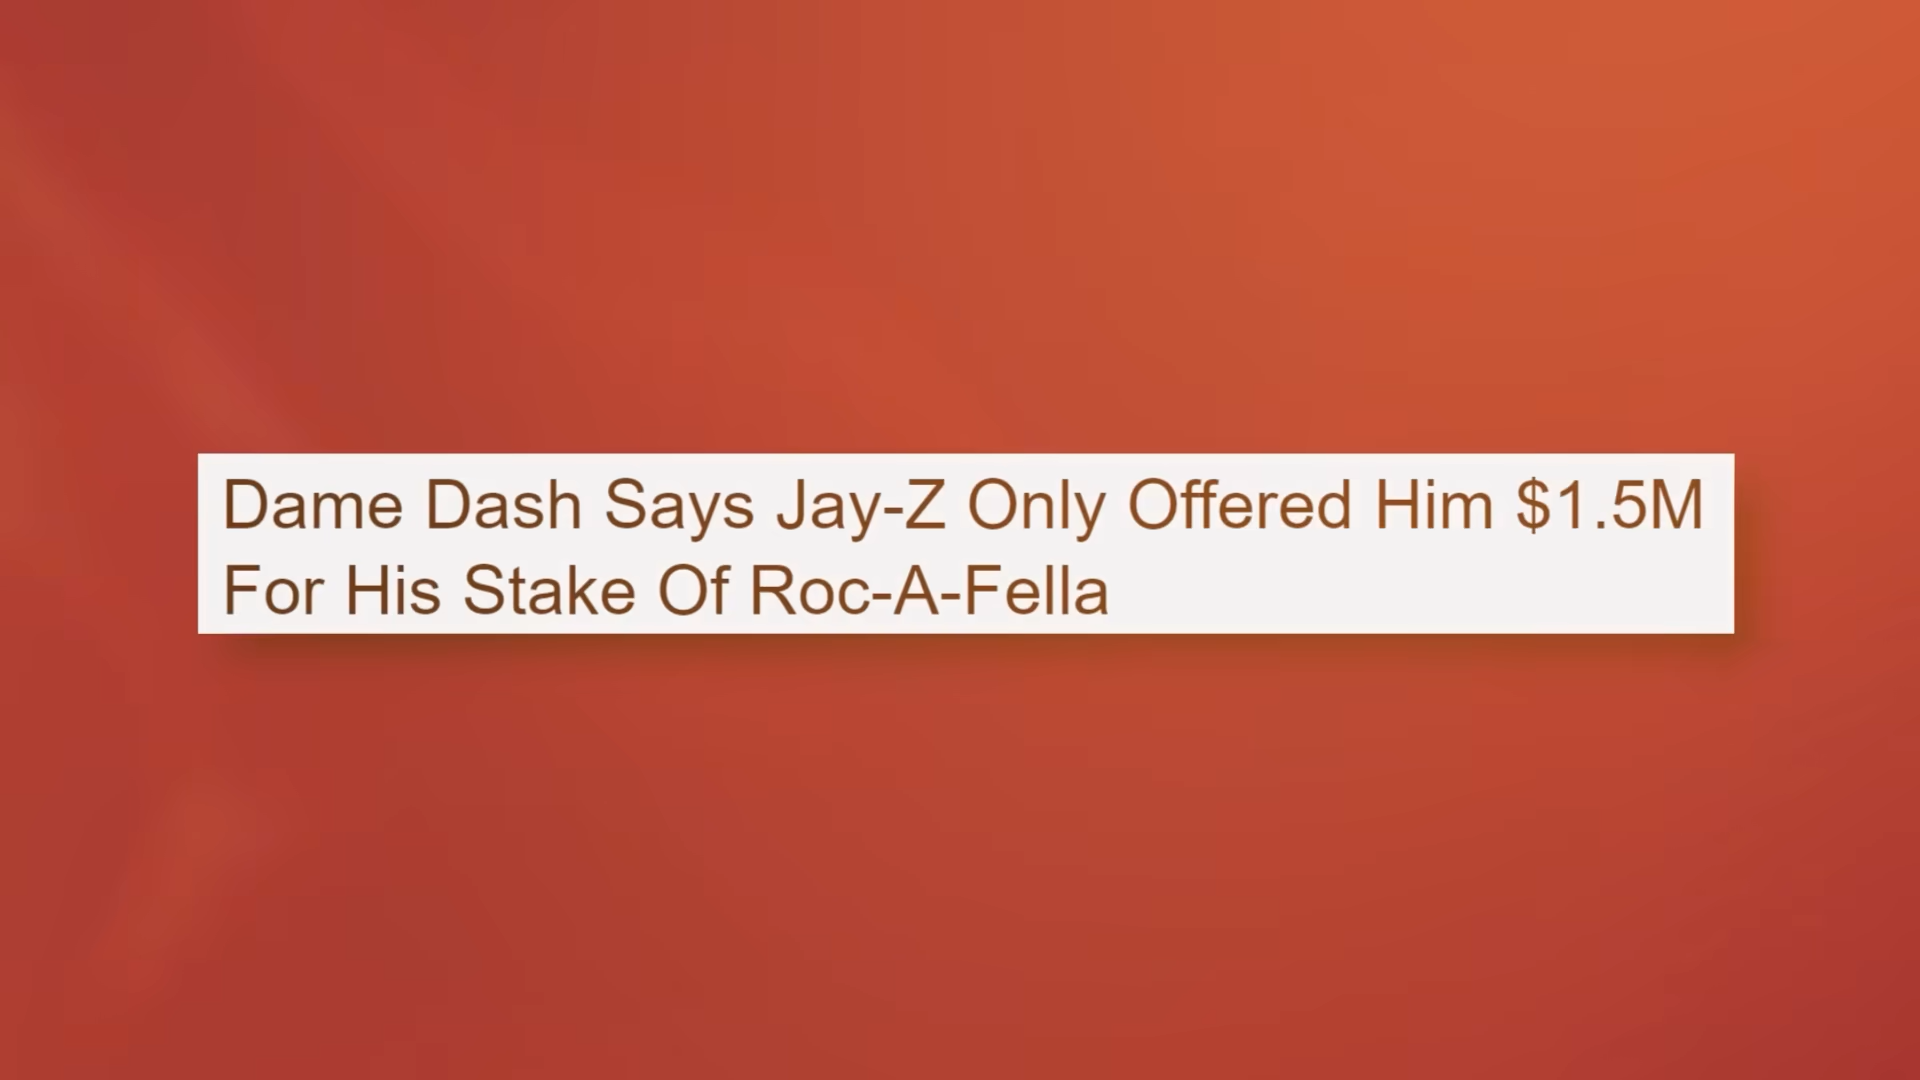 Dame Dash Says Jay-Z Only Offered Him $1.5M
For His Stake Of Roc-A-Fella